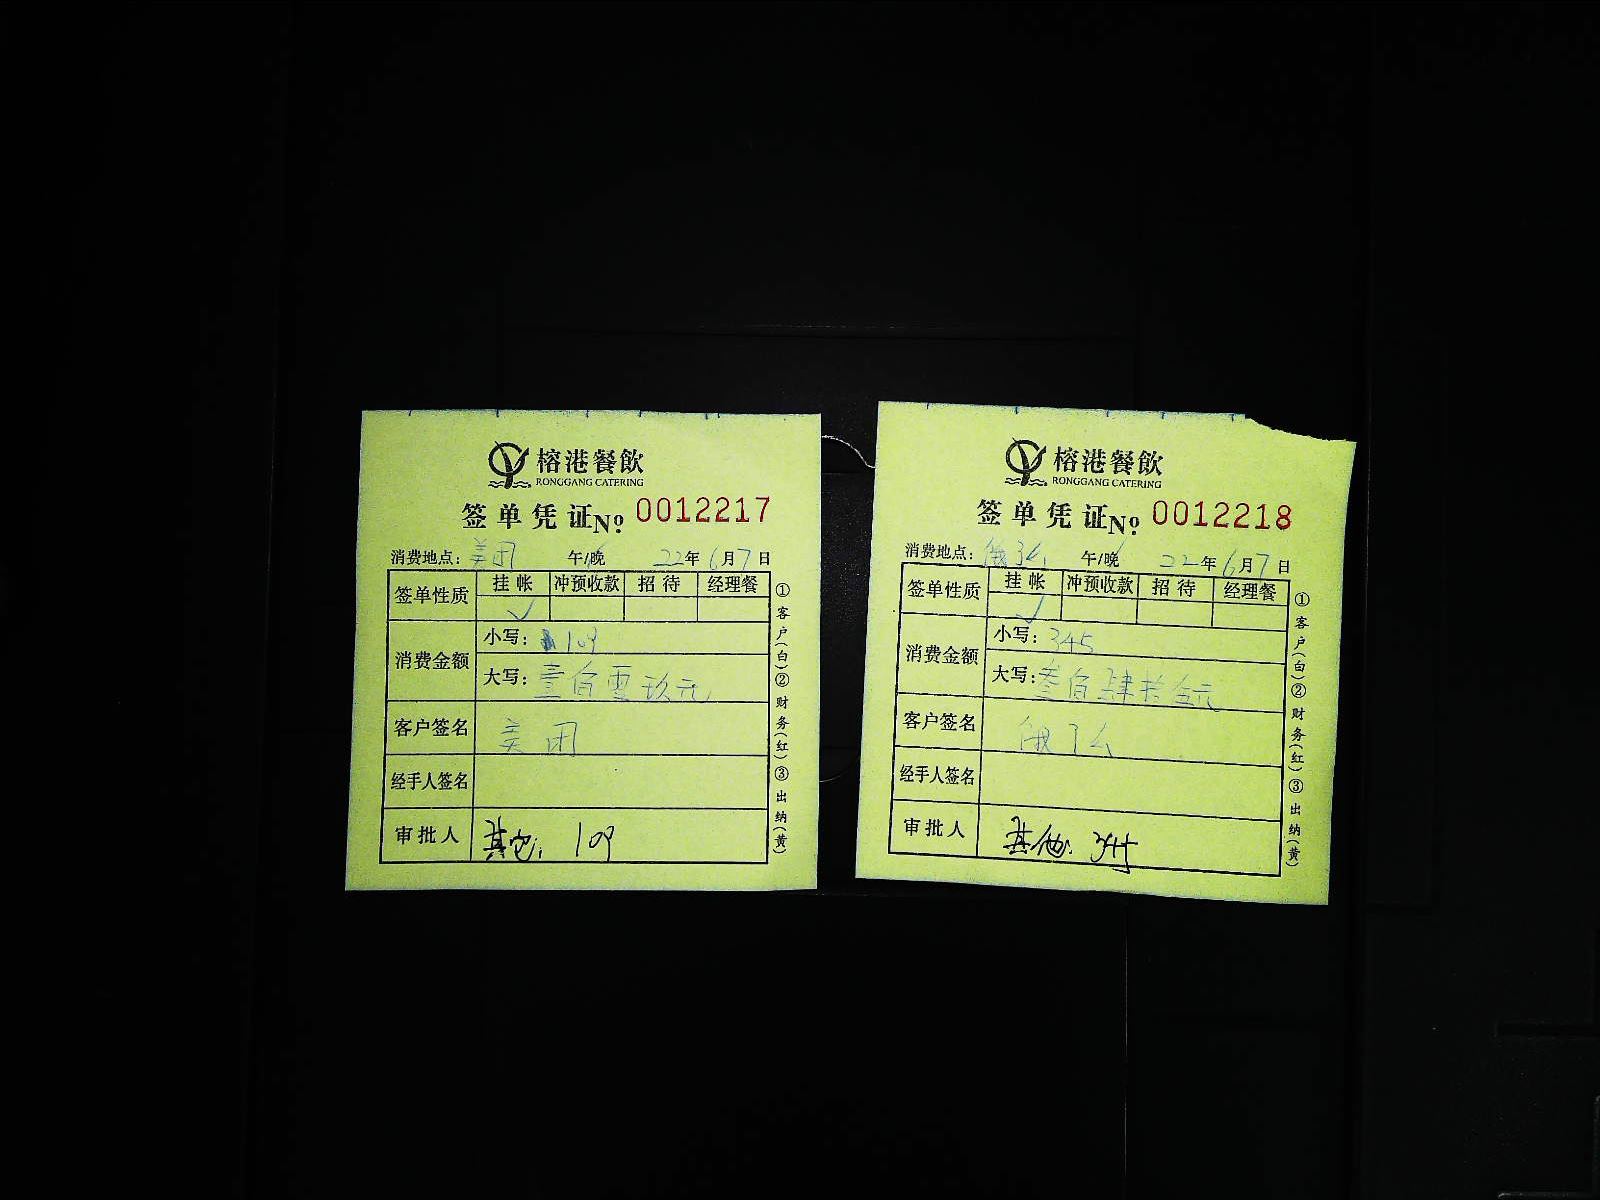 榕港餐飲
RONGGANG CATERING
签单凭证 Nº 0012217
消费地点：美团 午/晚 22年6月7日
签单性质 挂帐 冲预收款 招待 经理餐
✓
消费金额 小写：109
大写：壹佰零玖元
客户签名 美团
经手人签名
审批人 其它：109
①客户(白)②财务(红)③出纳(黄)
榕港餐飲
RONGGANG CATERING
签单凭证 Nº 0012218
消费地点：饿了么 午/晚 22年6月7日
签单性质 挂帐 冲预收款 招待 经理餐
✓
消费金额 小写：345
大写：叁佰肆拾伍元
客户签名 饿了么
经手人签名
审批人 其他：345
①客户(白)②财务(红)③出纳(黄)